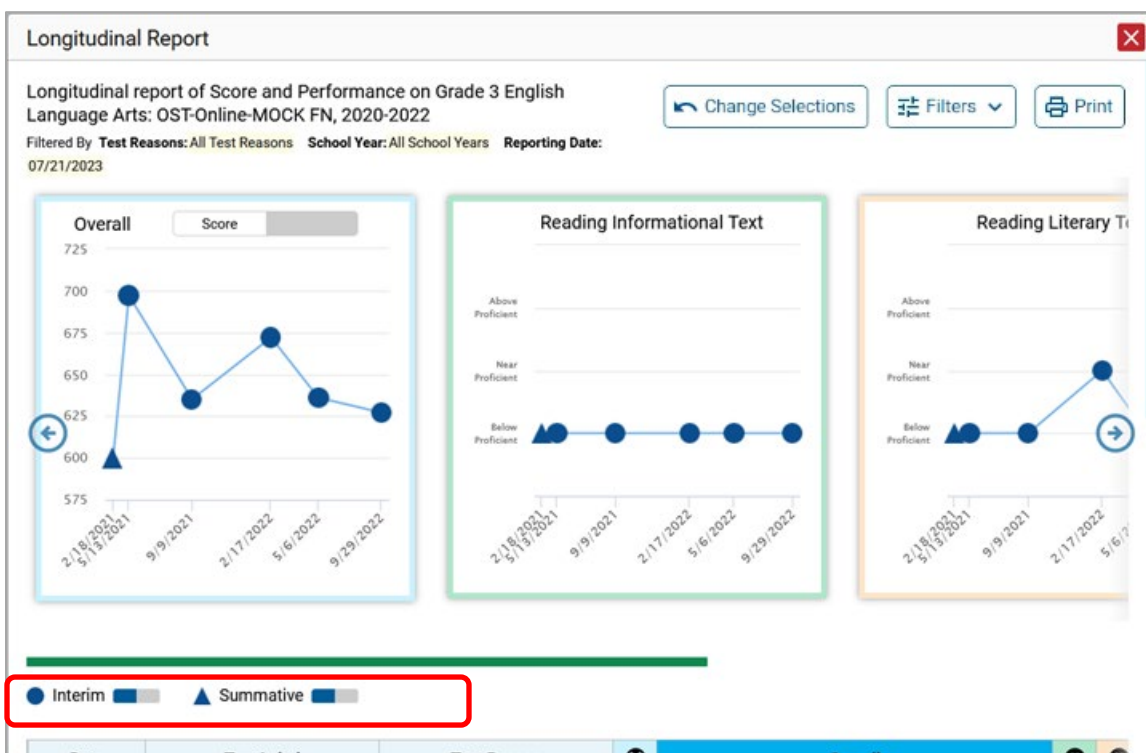 Longitudinal Report
Longitudinal report of Score and Performance on Grade 3 English
Language Arts: OST-Online-MOCK FN, 2020-2022
Change Selections
Filters
Print
Filtered By Test Reasons: All Test Reasons School Year: All School Years Reporting Date:
07/21/2023
Overall
Score
725
700
675
650
625
600
575
2/18/2021
5/13/2021
9/9/2021
2/17/2022
5/6/2022
9/29/2022
Reading Informational Text
Above
Proficient
Near
Proficient
Below
Proficient
2/18/2021
5/13/2021
9/9/2021
2/17/2022
5/6/2022
9/29/2022
Reading Literary
Above
Proficient
Near
Proficient
Below
Proficient
2/18/2021
5/13/2021
9/9/2021
2/17/2022
Interim
Summative